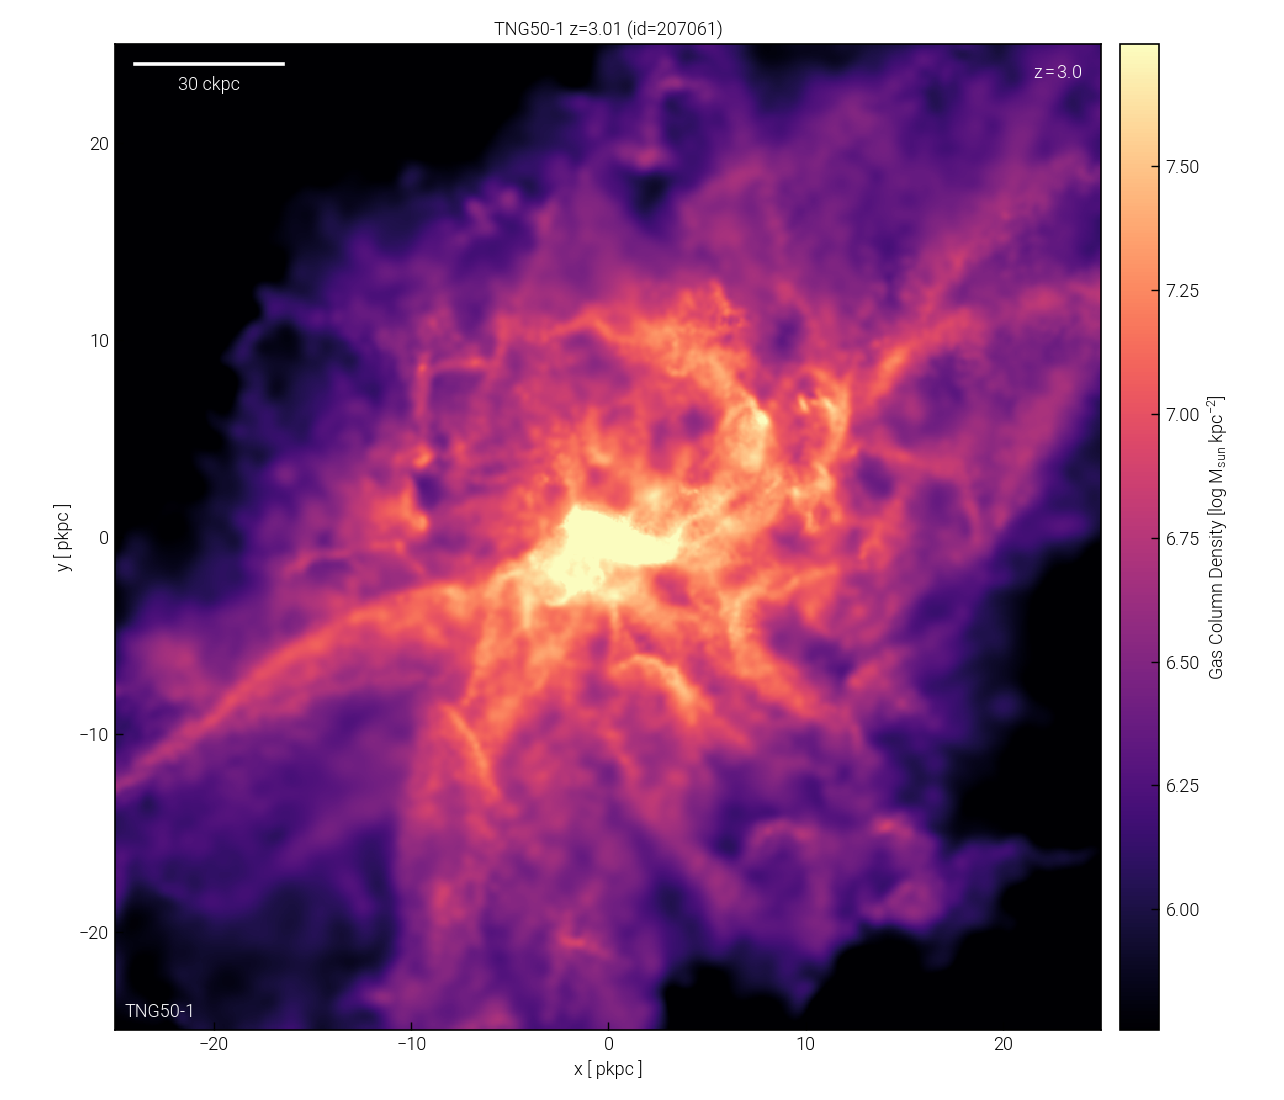 TNG50-1 z=3.01 (id=207061)
30 ckpc
z=3.0
20
10
0
−10
−20
y [ pkpc ]
TNG50-1
−20
−10
0
10
20
x [ pkpc ]
7.50
7.25
7.00
6.75
6.50
6.25
6.00
Gas Column Density [log M_sun kpc⁻²]